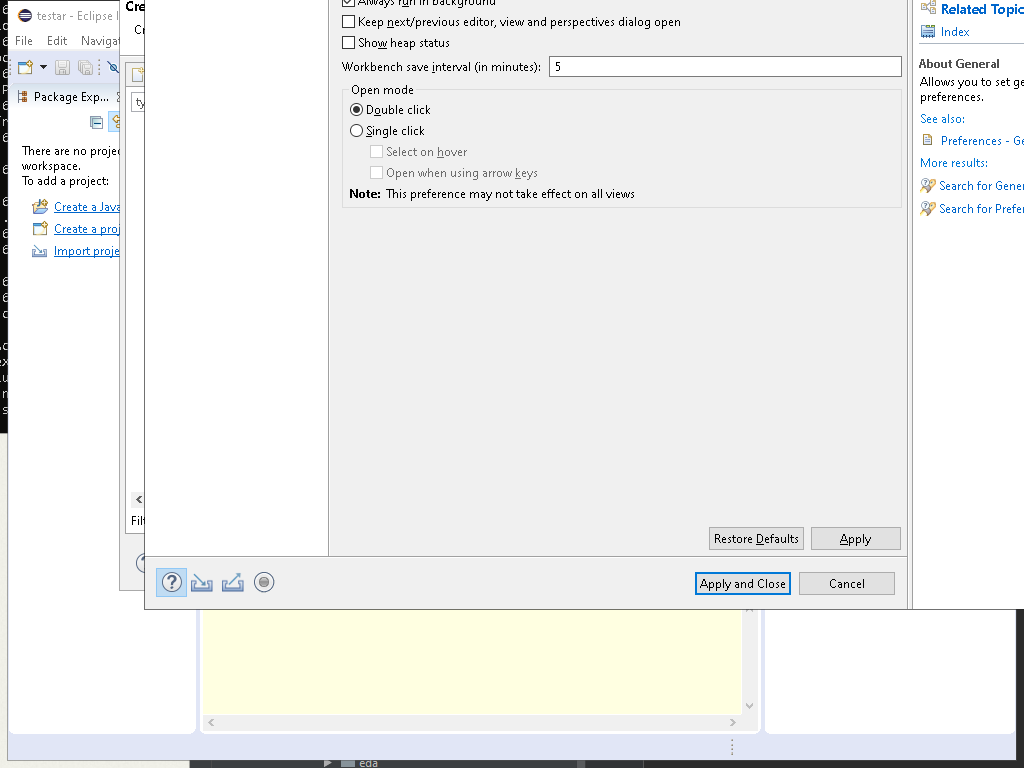 testar - Eclipse I
File Edit Navigat
Package Exp...
There are no proje
workspace.
To add a project:
Create a Java
Create a proj
Import proje
Cre
Cr
ty
Filt
Always run in background
Keep next/previous editor, view and perspectives dialog open
Show heap status
Workbench save interval (in minutes): 5
Open mode
Double click
Single click
Select on hover
Open when using arrow keys
Note: This preference may not take effect on all views
Restore Defaults Apply
Apply and Close Cancel
Related Topic
Index
About General
Allows you to set ge
preferences.
See also:
Preferences - Ge
More results:
Search for Gener
Search for Prefer
eda